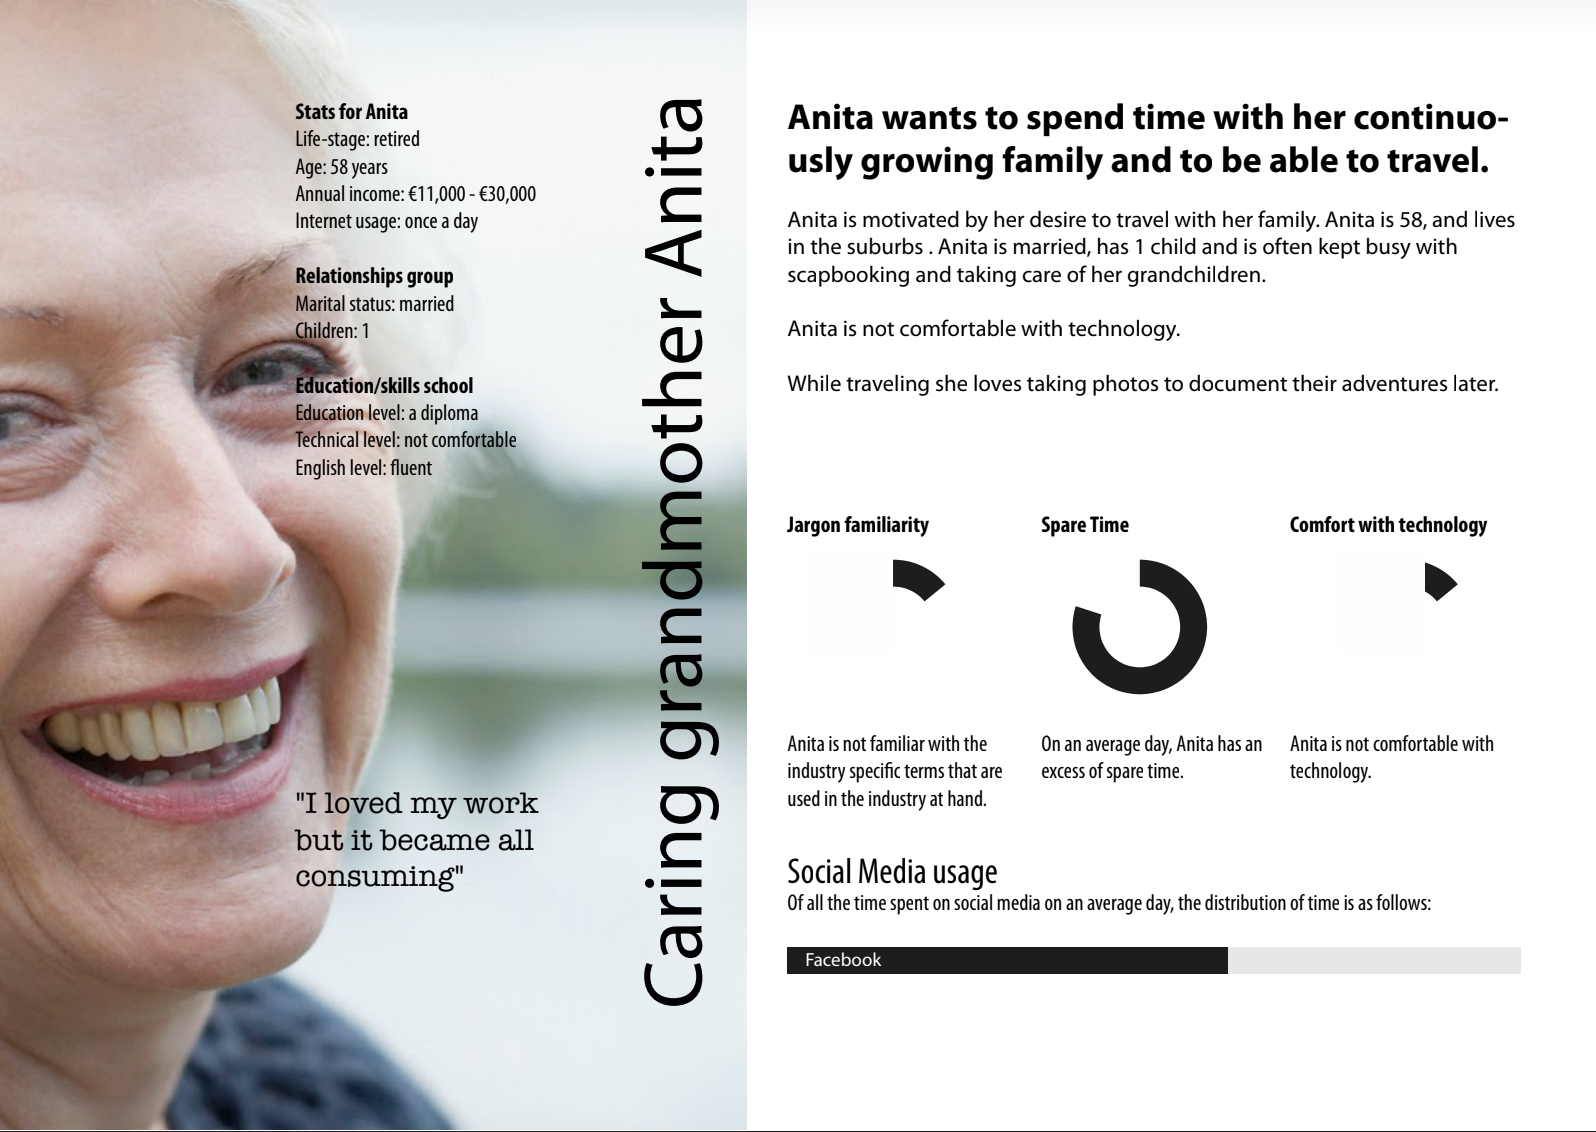 Stats for Anita
Life-stage: retired
Age: 58 years
Annual income: €11,000 - €30,000
Internet usage: once a day
Relationships group
Marital status: married
Children: 1
Education/skills school
Education level: a diploma
Technical level: not comfortable
English level: fluent
"I loved my work
but it became all
consuming"
Caring grandmother Anita
Anita wants to spend time with her continuo-
usly growing family and to be able to travel.
Anita is motivated by her desire to travel with her family. Anita is 58, and lives
in the suburbs . Anita is married, has 1 child and is often kept busy with
scapbooking and taking care of her grandchildren.
Anita is not comfortable with technology.
While traveling she loves taking photos to document their adventures later.
Jargon familiarity
Anita is not familiar with the
industry specific terms that are
used in the industry at hand.
Spare Time
On an average day, Anita has an
excess of spare time.
Comfort with technology
Anita is not comfortable with
technology.
Social Media usage
Of all the time spent on social media on an average day, the distribution of time is as follows:
Facebook